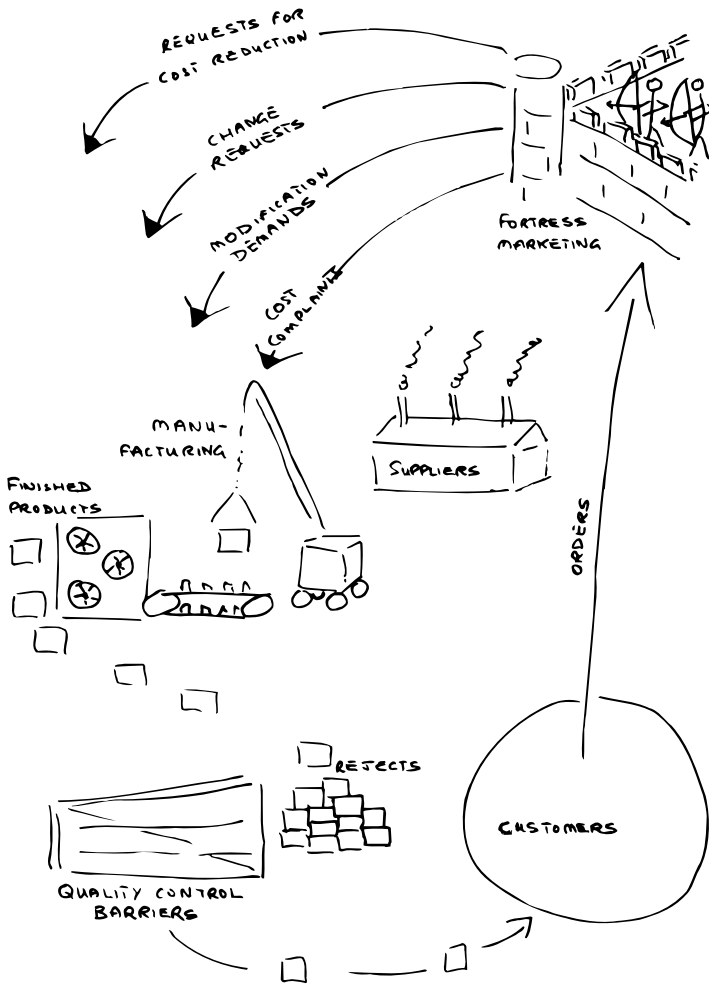 REQUESTS FOR
COST REDUCTION
CHANGE
REQUESTS
MODIFICATION
DEMANDS
COST
COMPLAINTS
FORTRESS
MARKETING
MANU-
FACTURING
SUPPLIERS
FINISHED
PRODUCTS
ORDERS
REJECTS
CUSTOMERS
QUALITY CONTROL
BARRIERS